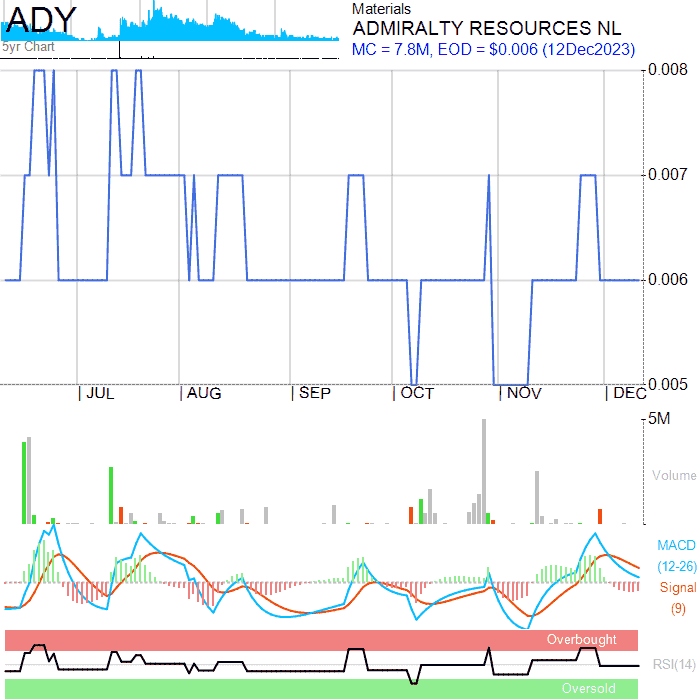 ADY
5yr Chart
Materials
ADMIRALTY RESOURCES NL
MC = 7.8M, EOD = $0.006 (12Dec2023)
0.008
0.007
0.006
0.005
| JUL | AUG | SEP | OCT | NOV | DEC
5M
Volume
MACD
(12-26)
Signal
(9)
Overbought
RSI(14)
Oversold